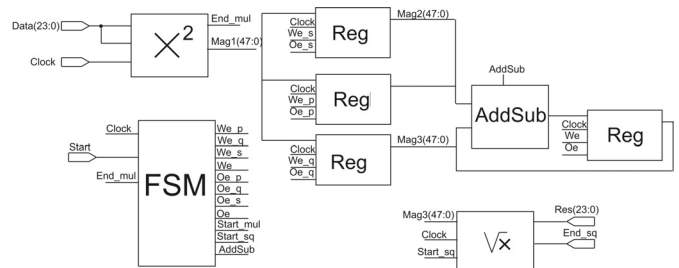 Data(23:0)
Clock
X²
End_mul
Mag1(47:0)
Clock
We_s
Oe_s
Reg
Mag2(47:0)
Clock
We_p
Oe_p
Reg
Clock
We_q
Oe_q
Reg
Mag3(47:0)
AddSub
AddSub
Clock
We
Oe
Reg
Clock
Start
End_mul
FSM
We_p
We_q
We_s
We
Oe_p
Oe_q
Oe_s
Oe
Start_mul
Start_sq
AddSub
Mag3(47:0)
Clock
Start_sq
√x
Res(23:0)
End_sq